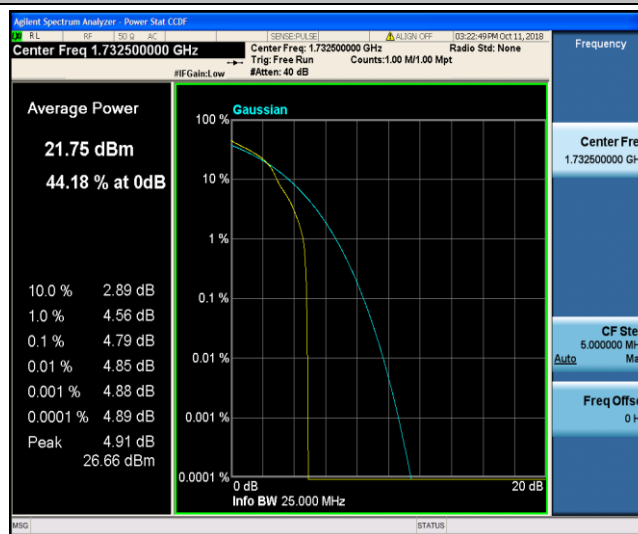 Agilent Spectrum Analyzer - Power Stat CCDF
RL RF 50 Ω AC SENSE:PULSE ALIGN OFF 03:22:49 PM Oct 11, 2018
Center Freq 1.732500000 GHz
Center Freq: 1.732500000 GHz Radio Std: None
Trig: Free Run Counts:1.00 M/1.00 Mpt
#IFGain:Low #Atten: 40 dB
Frequency
Average Power
21.75 dBm
44.18 % at 0dB
10.0 % 2.89 dB
1.0 % 4.56 dB
0.1 % 4.79 dB
0.01 % 4.85 dB
0.001 % 4.88 dB
0.0001 % 4.89 dB
Peak 4.91 dB
26.66 dBm
Gaussian
100 %
10 %
1 %
0.1 %
0.01 %
0.001 %
0.0001 %
0 dB 20 dB
Info BW 25.000 MHz
Center Fre
1.732500000 GH
CF Ste
5.000000 MH
Auto Ma
Freq Offse
0 H
MSG STATUS